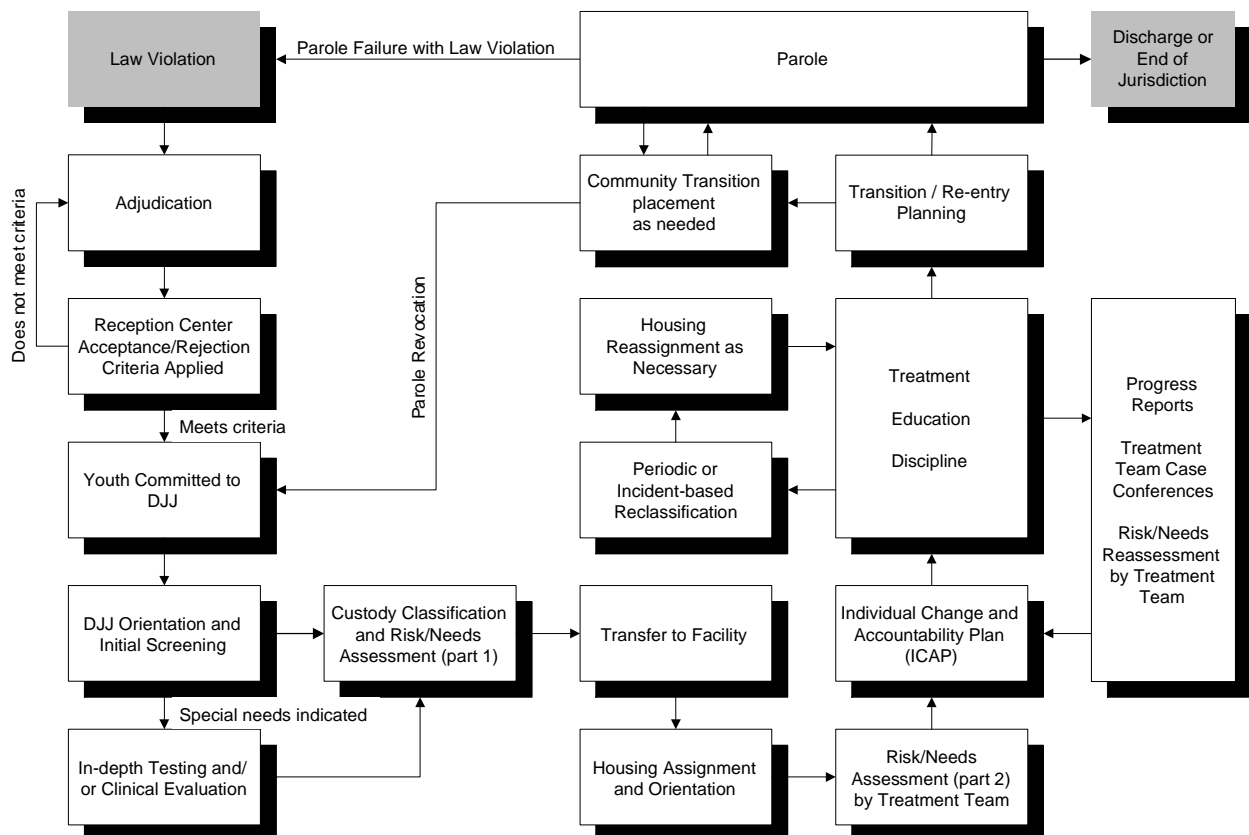 Law Violation
Parole Failure with Law Violation
Parole
Discharge or
End of
Jurisdiction
Does not meet criteria
Adjudication
Community Transition
placement
as needed
Transition / Re-entry
Planning
Reception Center
Acceptance/Rejection
Criteria Applied
Parole Revocation
Housing
Reassignment as
Necessary
Treatment
Education
Discipline
Progress
Reports
Treatment
Team Case
Conferences
Risk/Needs
Reassessment
by Treatment
Team
Meets criteria
Youth Committed to
DJJ
Periodic or
Incident-based
Reclassification
DJJ Orientation and
Initial Screening
Custody Classification
and Risk/Needs
Assessment (part 1)
Transfer to Facility
Individual Change and
Accountability Plan
(ICAP)
Special needs indicated
In-depth Testing and/
or Clinical Evaluation
Housing Assignment
and Orientation
Risk/Needs
Assessment (part 2)
by Treatment Team